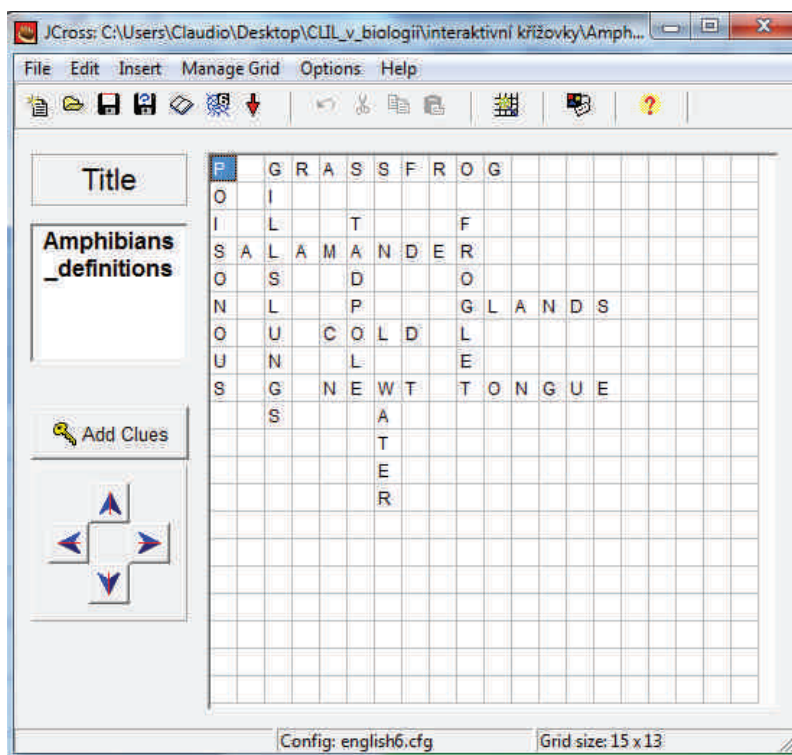 JCross: C:\Users\Claudio\Desktop\CLIL_v_biologii\interaktivní křížovky\Amph...
File Edit Insert Manage Grid Options Help
Title
Amphibians
_definitions
Add Clues
P G R A S S F R O G
O I
I L T F
S A L A M A N D E R
O S D O
N L P G L A N D S
O U C O L D L
U N L E
S G N E W T T O N G U E
S A
T
E
R
Config: english6.cfg Grid size: 15 x 13